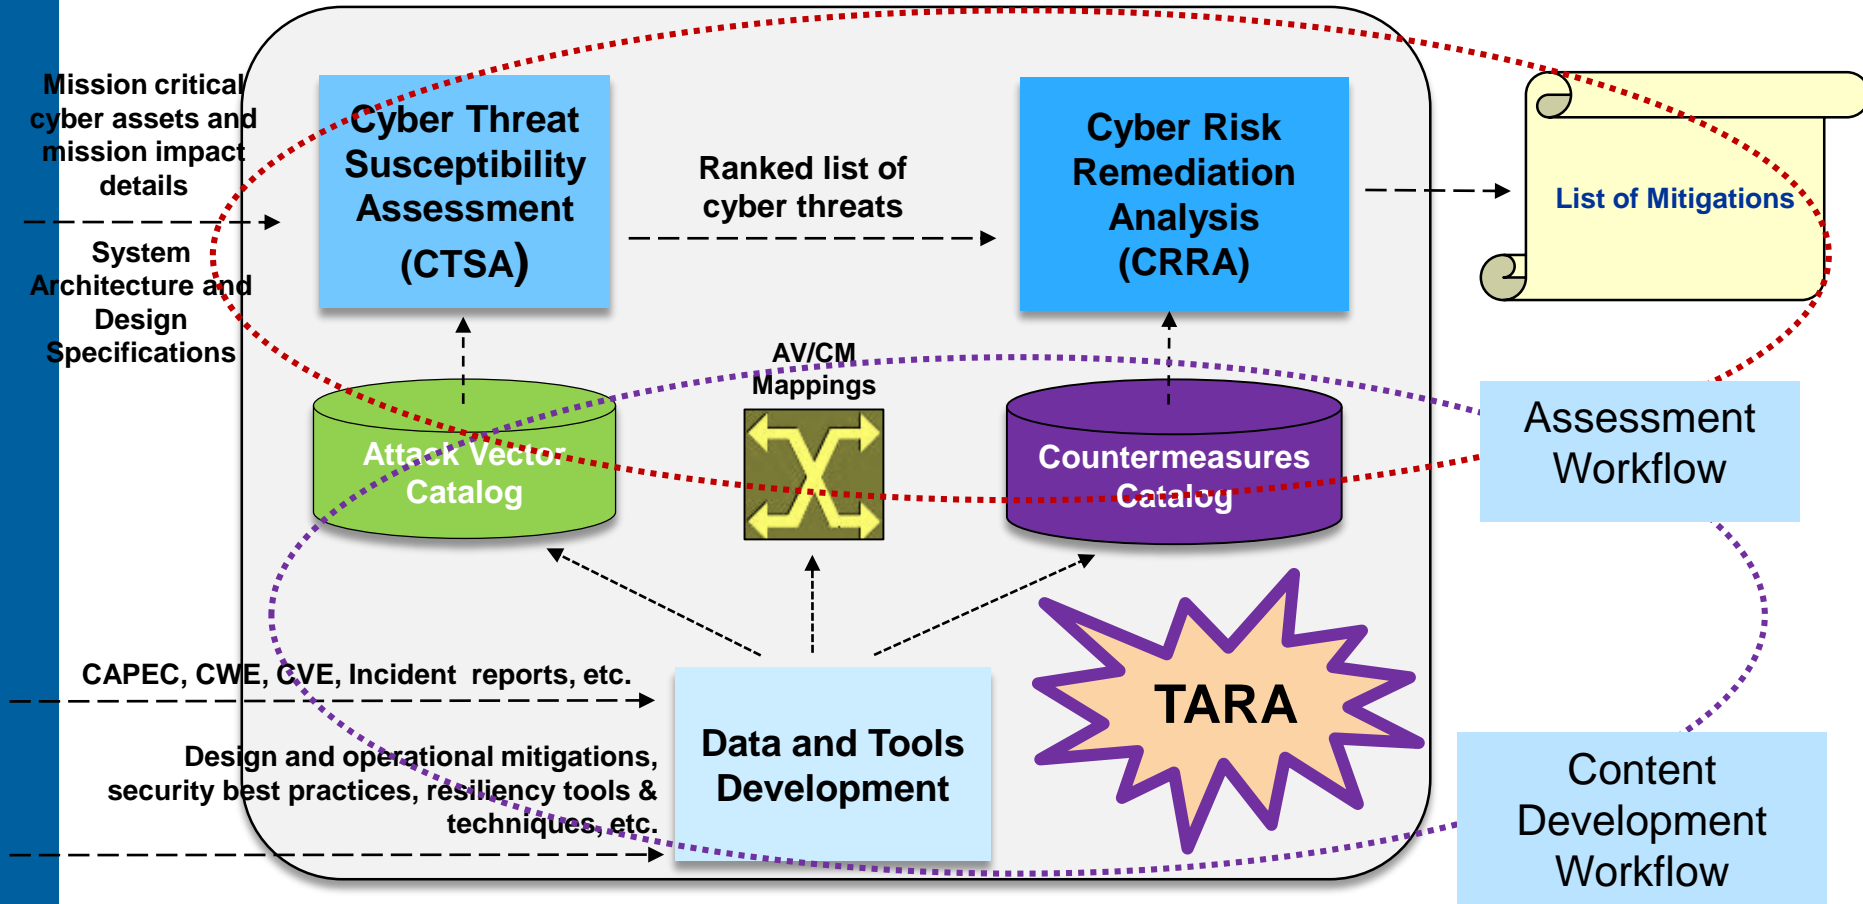 Mission critical
cyber assets and
mission impact
details
System
Architecture and
Design
Specifications
Cyber Threat
Susceptibility
Assessment
(CTSA)
Ranked list of
cyber threats
Cyber Risk
Remediation
Analysis
(CRRA)
List of Mitigations
AV/CM
Mappings
Attack Vector
Catalog
Countermeasures
Catalog
Assessment
Workflow
CAPEC, CWE, CVE, Incident reports, etc.
Design and operational mitigations,
security best practices, resiliency tools &
techniques, etc.
Data and Tools
Development
TARA
Content
Development
Workflow